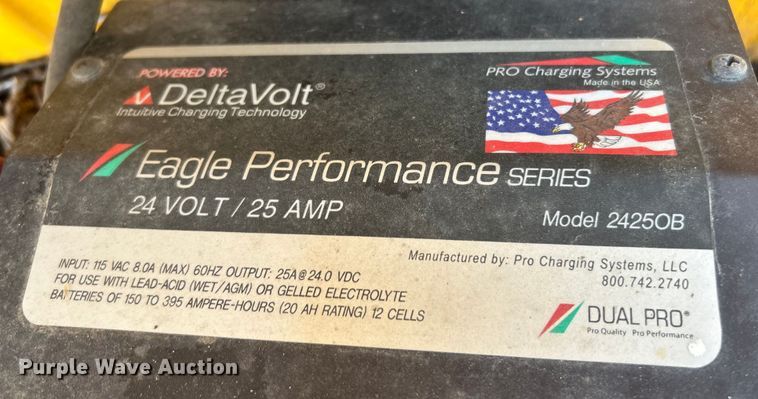 POWERED BY:
DeltaVolt®
Intuitive Charging Technology
PRO Charging Systems
Made in the USA
Eagle Performance SERIES
24 VOLT / 25 AMP
Model 2425OB
INPUT: 115 VAC 8.0A (MAX) 60HZ OUTPUT: 25A@24.0 VDC
FOR USE WITH LEAD-ACID (WET/AGM) OR GELLED ELECTROLYTE
BATTERIES OF 150 TO 395 AMPERE-HOURS (20 AH RATING) 12 CELLS
Manufactured by: Pro Charging Systems, LLC
800.742.2740
DUAL PRO®
Pro Quality Pro Performance
Purple Wave Auction